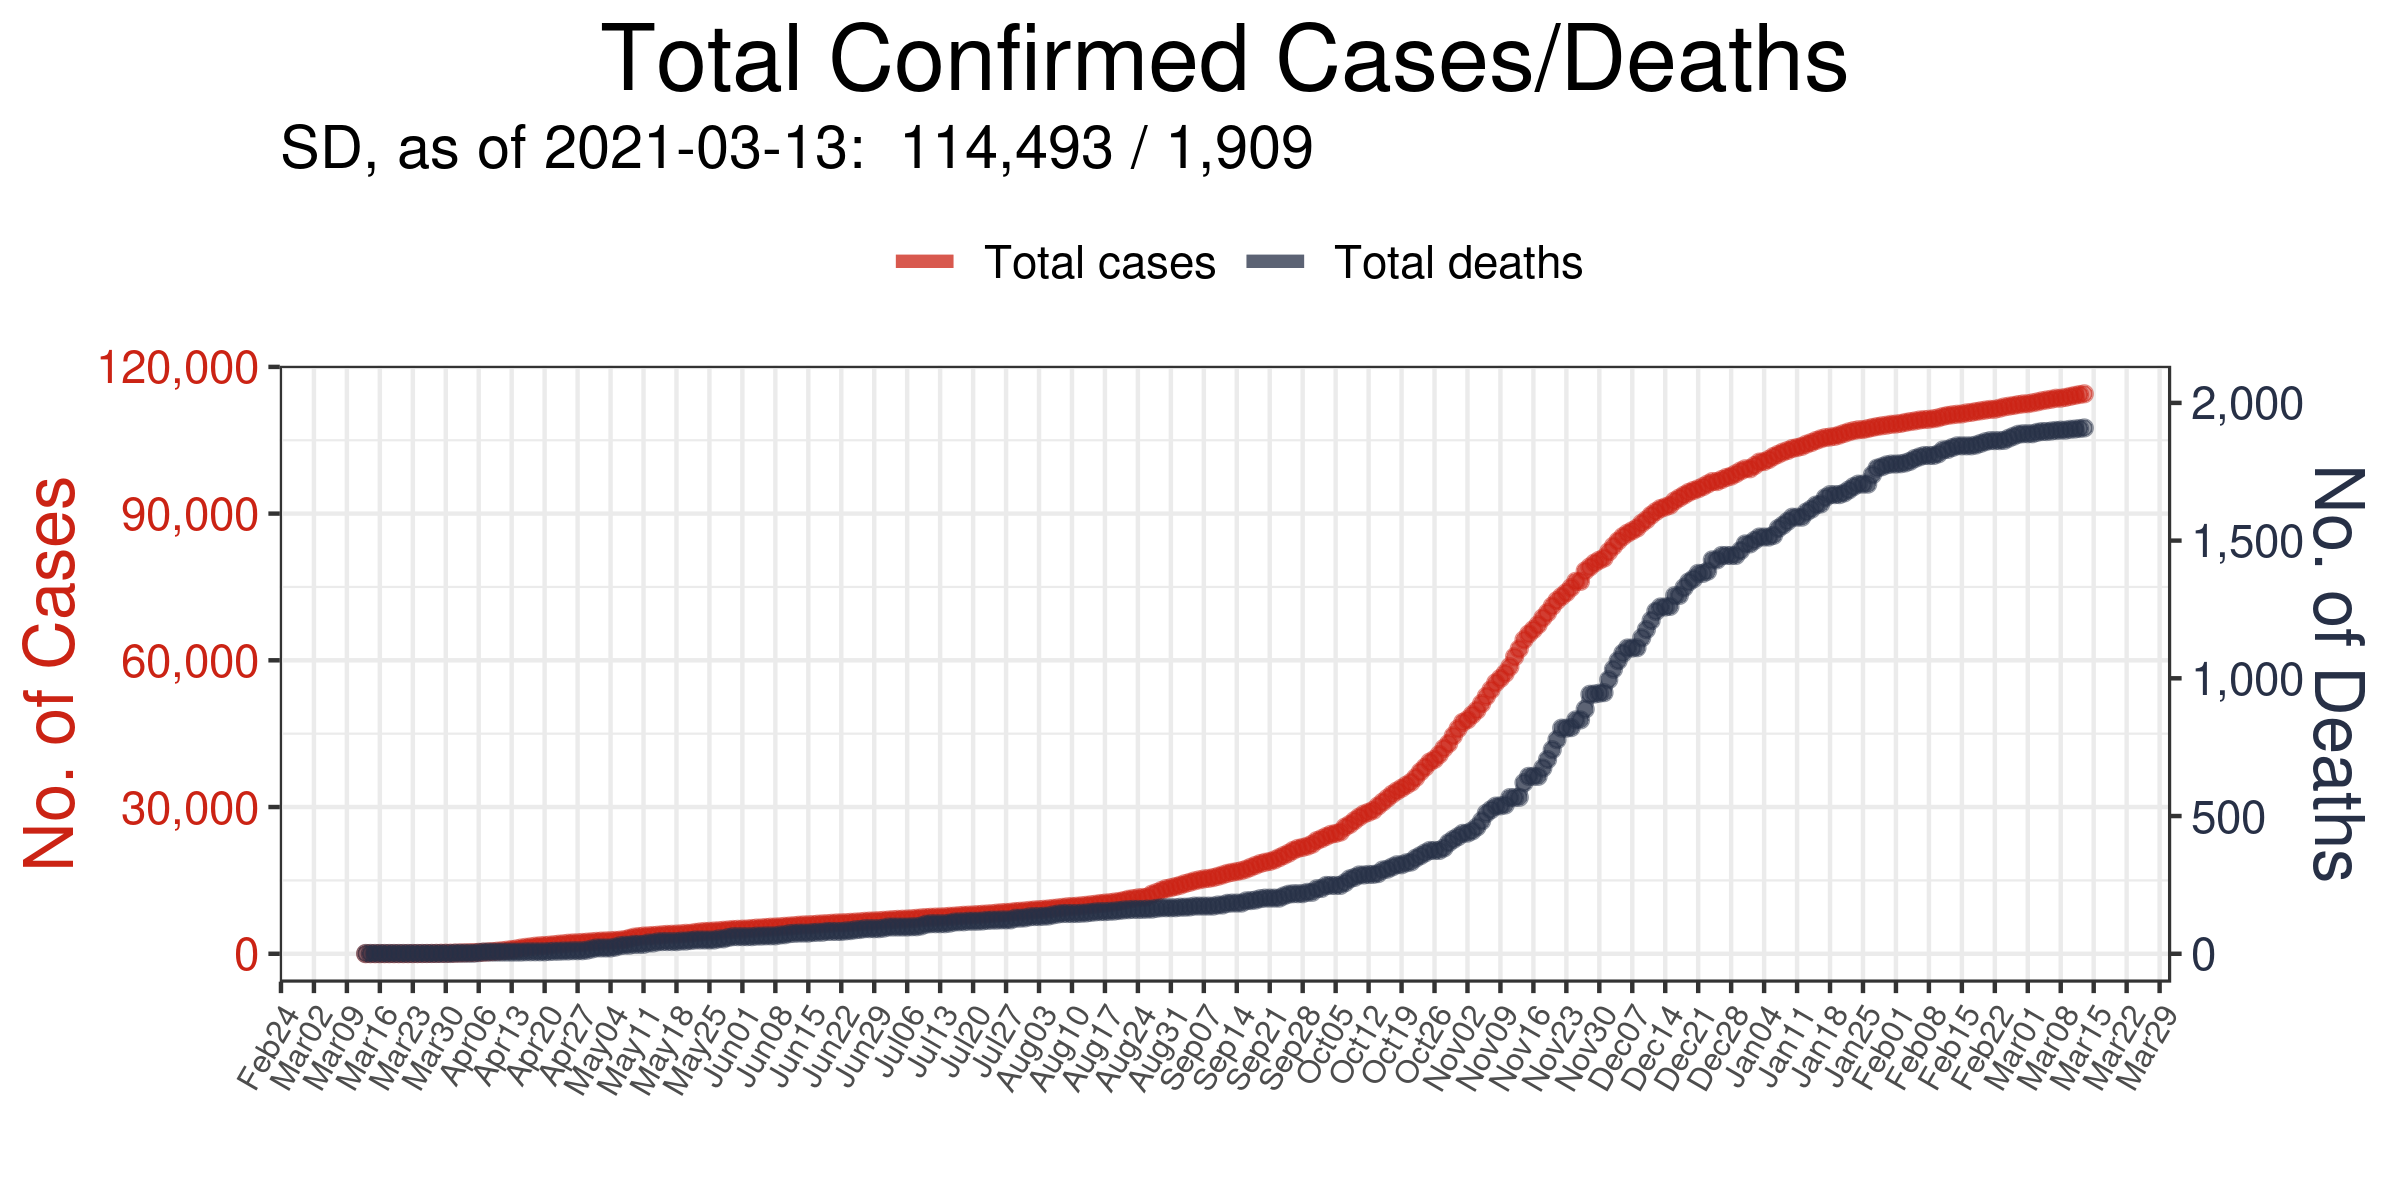 Total Confirmed Cases/Deaths
SD, as of 2021-03-13:  114,493 / 1,909
Total cases
Total deaths
No. of Cases
120,000
90,000
60,000
30,000
0
2,000
1,500
1,000
500
0
No. of Deaths
Feb24
Mar02
Mar09
Mar16
Mar23
Mar30
Apr06
Apr13
Apr20
Apr27
May04
May11
May18
May25
Jun01
Jun08
Jun15
Jun22
Jun29
Jul06
Jul13
Jul20
Jul27
Aug03
Aug10
Aug17
Aug24
Aug31
Sep07
Sep14
Sep21
Sep28
Oct05
Oct12
Oct19
Oct26
Nov02
Nov09
Nov16
Nov23
Nov30
Dec07
Dec14
Dec21
Dec28
Jan04
Jan11
Jan18
Jan25
Feb01
Feb08
Feb15
Feb22
Mar01
Mar08
Mar15
Mar22
Mar29